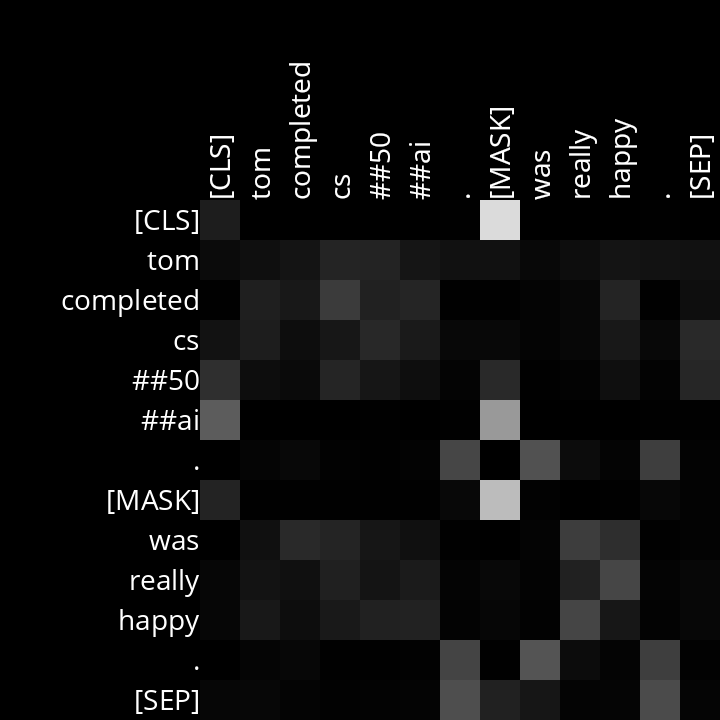 [CLS]
tom
completed
cs
##50
##ai
.
[MASK]
was
really
happy
.
[SEP]
[CLS]
tom
completed
cs
##50
##ai
.
[MASK]
was
really
happy
.
[SEP]